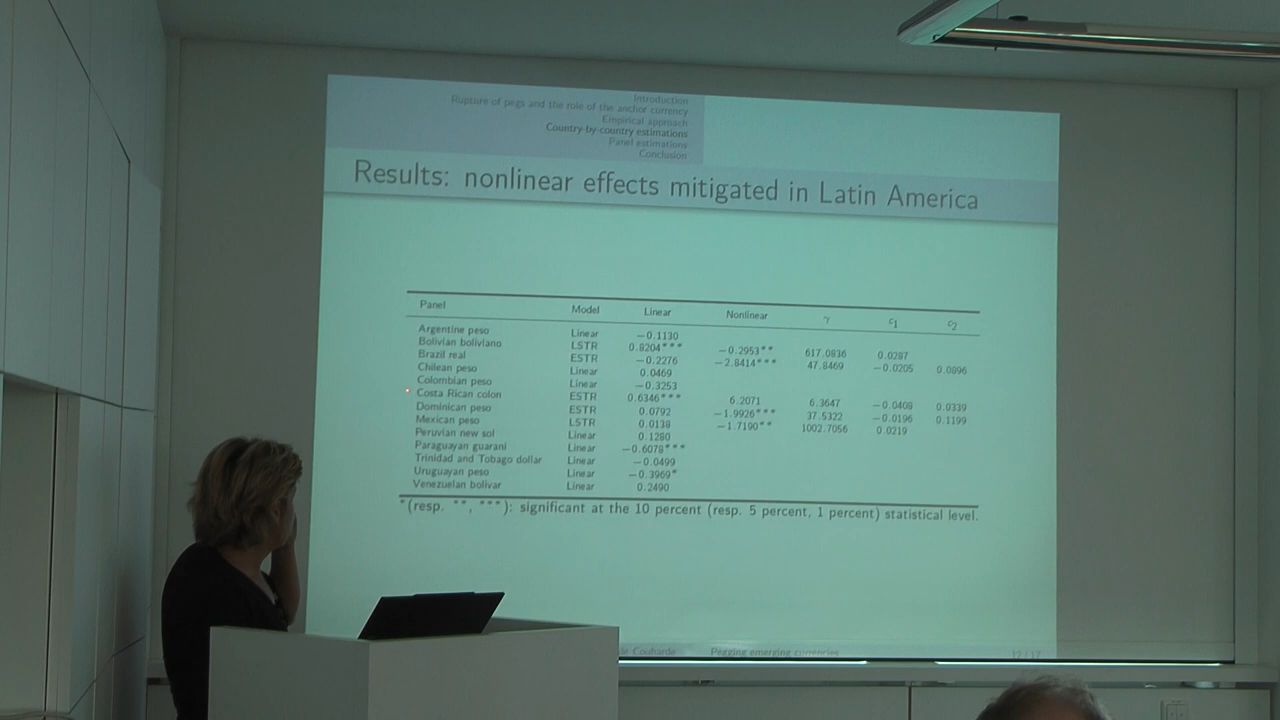 Introduction
Rupture of pegs and the role of the anchor currency
Empirical approach
Country-by-country estimations
Panel estimations
Conclusion
Results: nonlinear effects mitigated in Latin America
Panel Model Linear Nonlinear γ c1 c2
Argentine peso Linear −0.1130
Bolivian boliviano LSTR 0.8204*** −0.2953** 617.0836 0.0287
Brazil real ESTR −0.2276 −2.8414*** 47.8469 −0.0205 0.0896
Chilean peso Linear 0.0469
Colombian peso Linear −0.3253
Costa Rican colon ESTR 0.6346*** 6.2071 6.3647 −0.0408 0.0339
Dominican peso ESTR 0.0792 −1.9926*** 37.5322 −0.0196 0.1199
Mexican peso LSTR 0.0138 −1.7190** 1002.7056 0.0219
Peruvian new sol Linear 0.1280
Paraguayan guarani Linear −0.6078***
Trinidad and Tobago dollar Linear −0.0499
Uruguayan peso Linear −0.3969*
Venezuelan bolivar Linear 0.2490
*(resp. **, ***): significant at the 10 percent (resp. 5 percent, 1 percent) statistical level.
Couharde Pegging emerging currencies 12 / 17